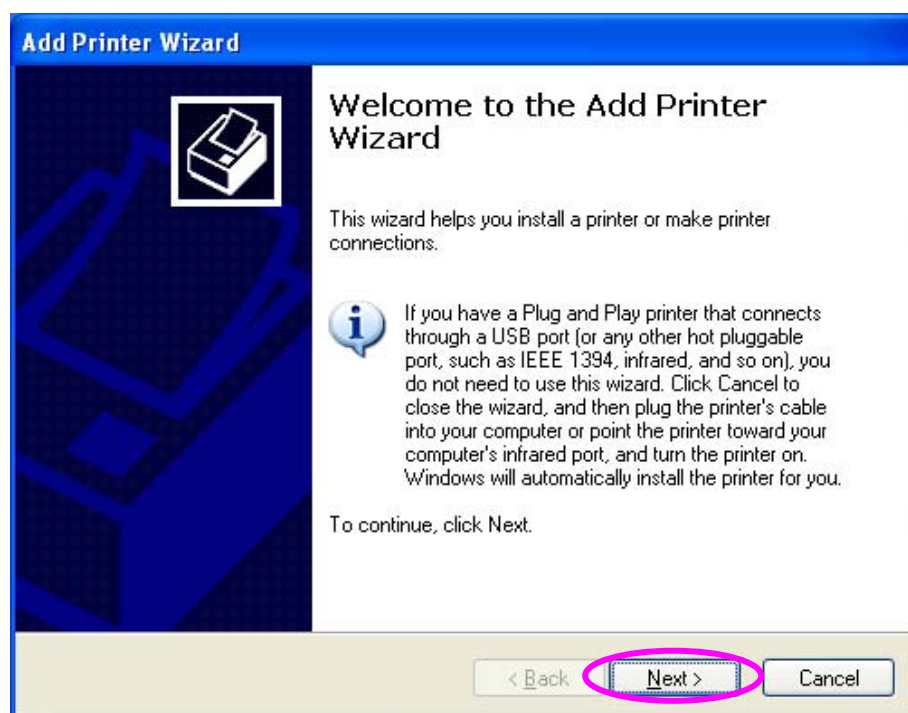 Add Printer Wizard
Welcome to the Add Printer
Wizard
This wizard helps you install a printer or make printer
connections.
If you have a Plug and Play printer that connects
through a USB port (or any other hot pluggable
port, such as IEEE 1394, infrared, and so on), you
do not need to use this wizard. Click Cancel to
close the wizard, and then plug the printer's cable
into your computer or point the printer toward your
computer's infrared port, and turn the printer on.
Windows will automatically install the printer for you.
To continue, click Next.
< Back Next > Cancel